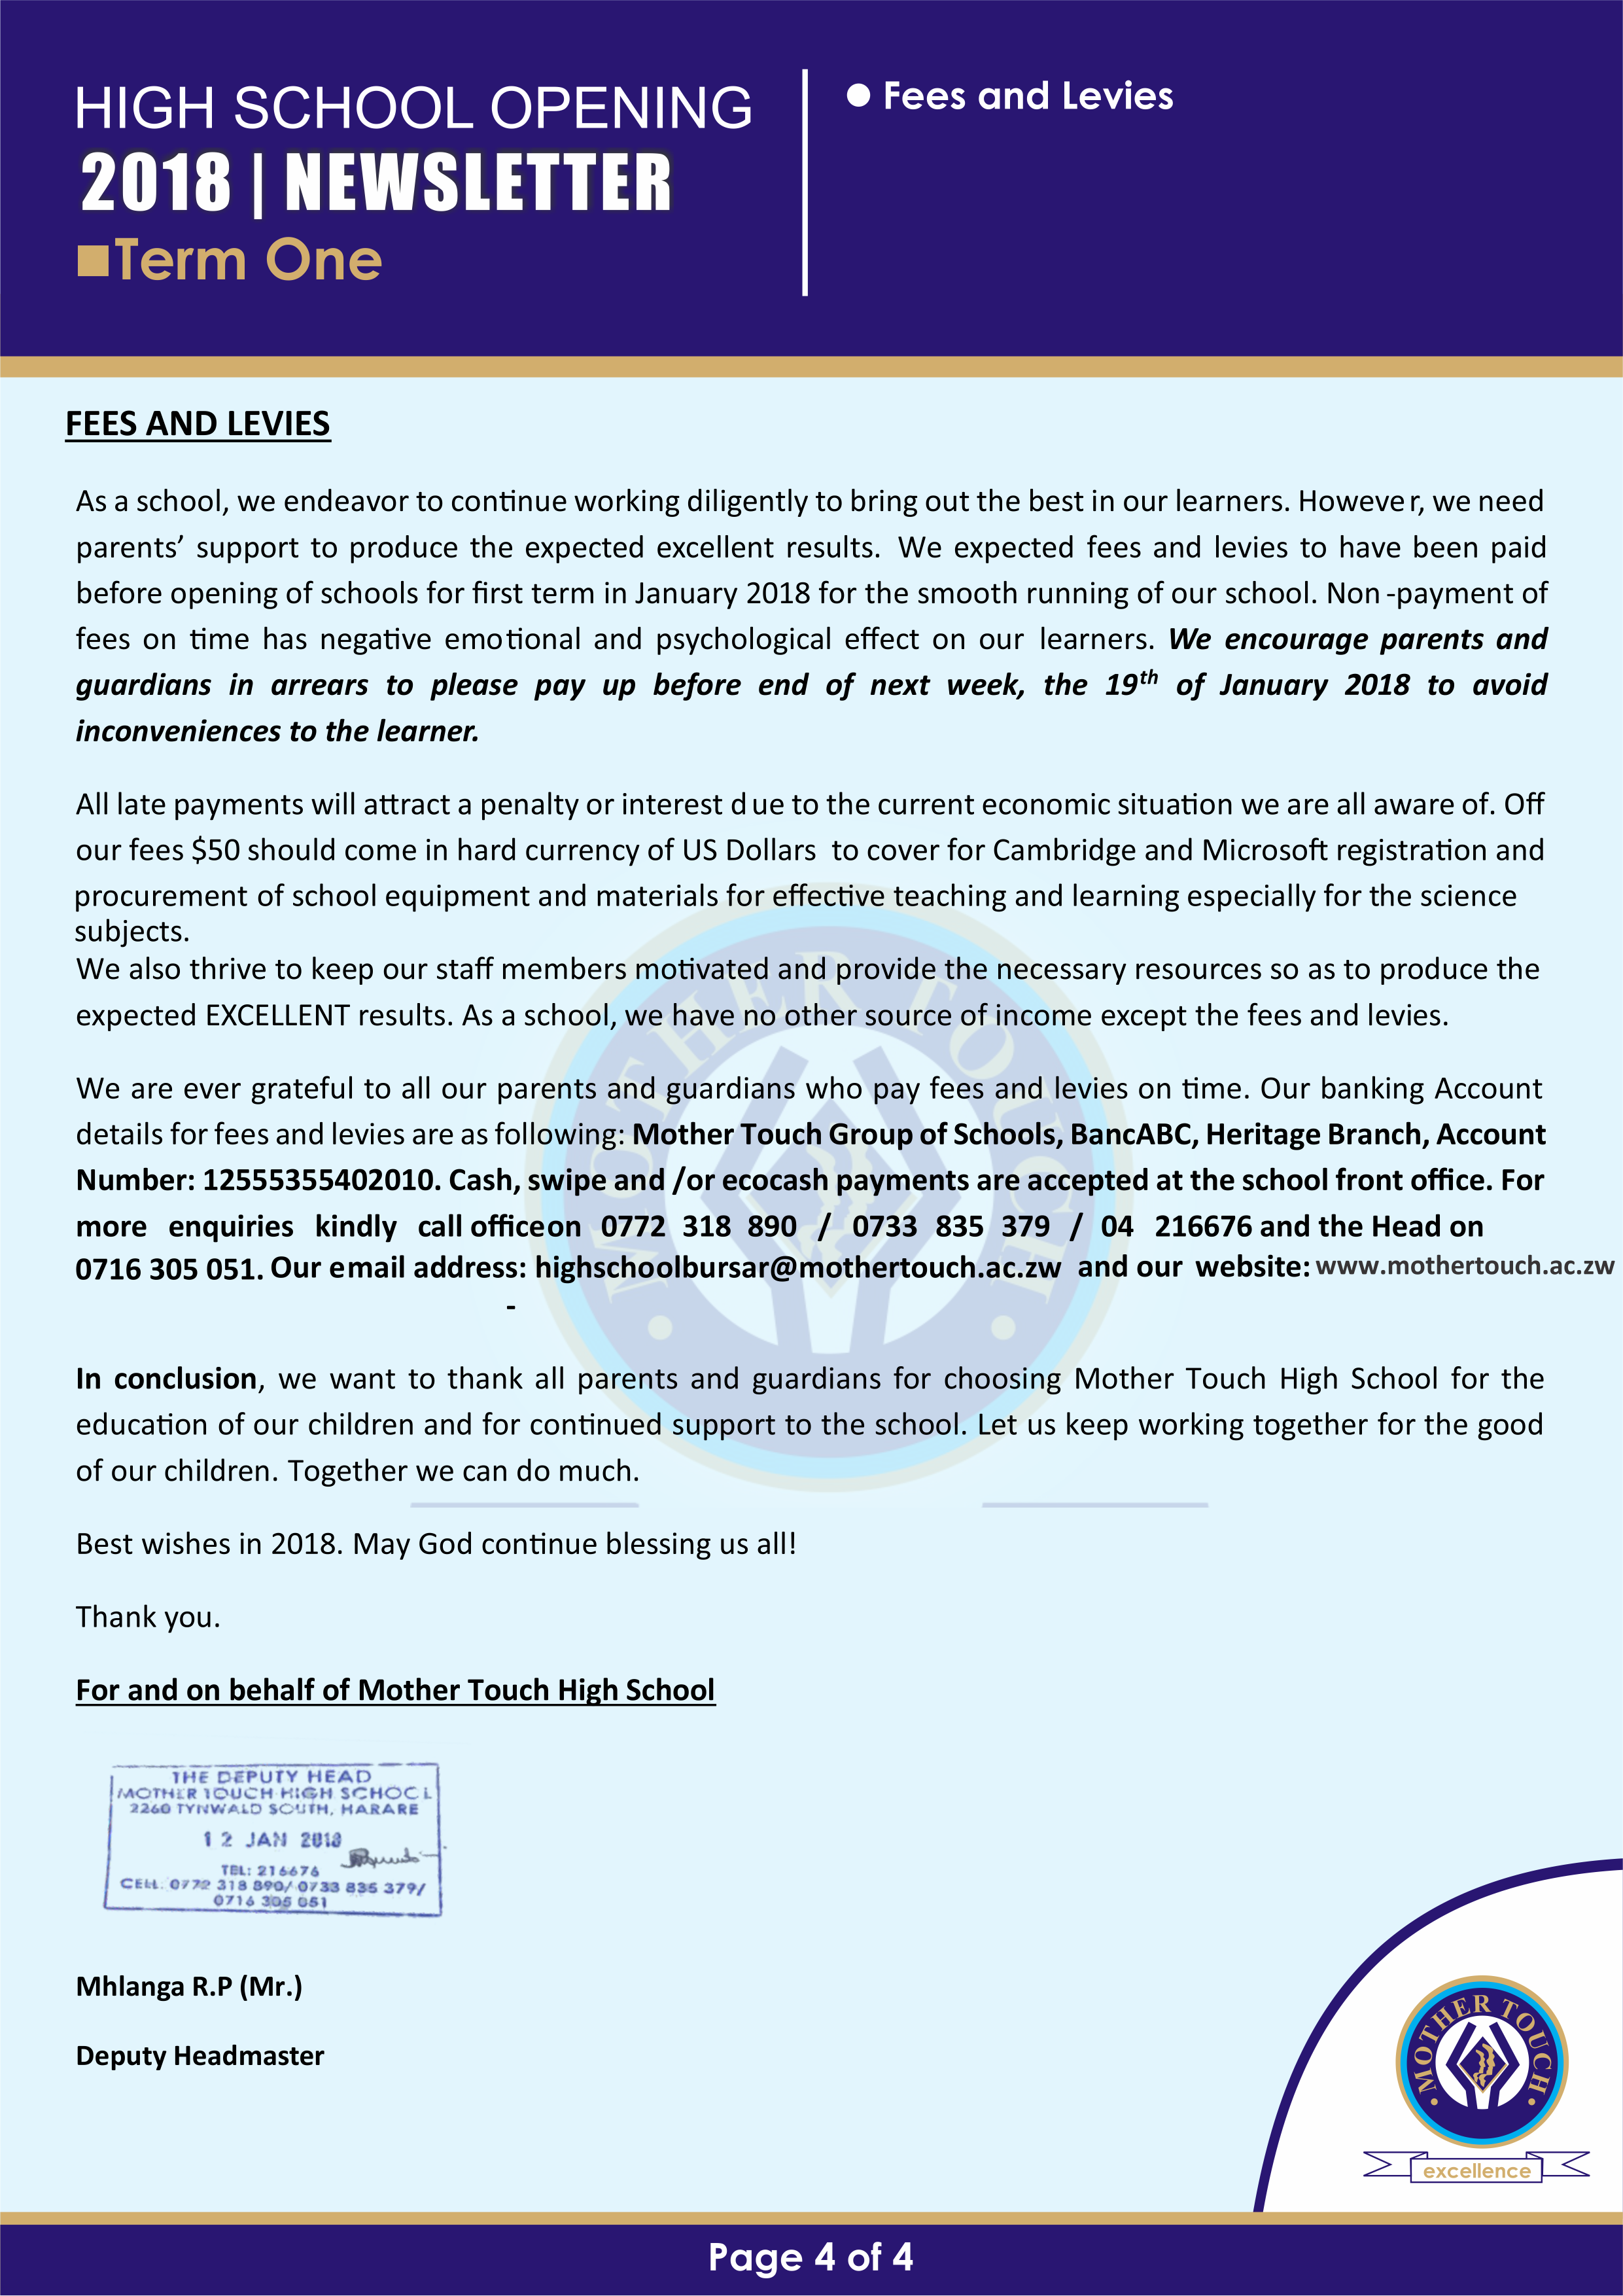 HIGH SCHOOL OPENING
2018 | NEWSLETTER
Term One
● Fees and Levies
FEES AND LEVIES
As a school, we endeavor to continue working diligently to bring out the best in our learners. However, we need
parents’ support to produce the expected excellent results. We expected fees and levies to have been paid
before opening of schools for first term in January 2018 for the smooth running of our school. Non-payment of
fees on time has negative emotional and psychological effect on our learners. We encourage parents and
guardians in arrears to please pay up before end of next week, the 19th of January 2018 to avoid
inconveniences to the learner.
All late payments will attract a penalty or interest due to the current economic situation we are all aware of. Off
our fees $50 should come in hard currency of US Dollars to cover for Cambridge and Microsoft registration and
procurement of school equipment and materials for effective teaching and learning especially for the science
subjects.
We also thrive to keep our staff members motivated and provide the necessary resources so as to produce the
expected EXCELLENT results. As a school, we have no other source of income except the fees and levies.
We are ever grateful to all our parents and guardians who pay fees and levies on time. Our banking Account
details for fees and levies are as following: Mother Touch Group of Schools, BancABC, Heritage Branch, Account
Number: 12555355402010. Cash, swipe and /or ecocash payments are accepted at the school front office. For
more enquiries kindly call office on 0772 318 890 / 0733 835 379 / 04 216676 and the Head on
0716 305 051. Our email address: highschoolbursar@mothertouch.ac.zw and our website: www.mothertouch.ac.zw
-
In conclusion, we want to thank all parents and guardians for choosing Mother Touch High School for the
education of our children and for continued support to the school. Let us keep working together for the good
of our children. Together we can do much.
Best wishes in 2018. May God continue blessing us all!
Thank you.
For and on behalf of Mother Touch High School
THE DEPUTY HEAD
MOTHER TOUCH HIGH SCHOOL
2260 TYNWALD SOUTH, HARARE
12 JAN 2018
TEL: 216676
CELL: 0772 318 890/ 0733 835 379/
0716 305 051
Mhlanga R.P (Mr.)
Deputy Headmaster
MOTHER TOUCH
MOTHER TOUCH
excellence
Page 4 of 4